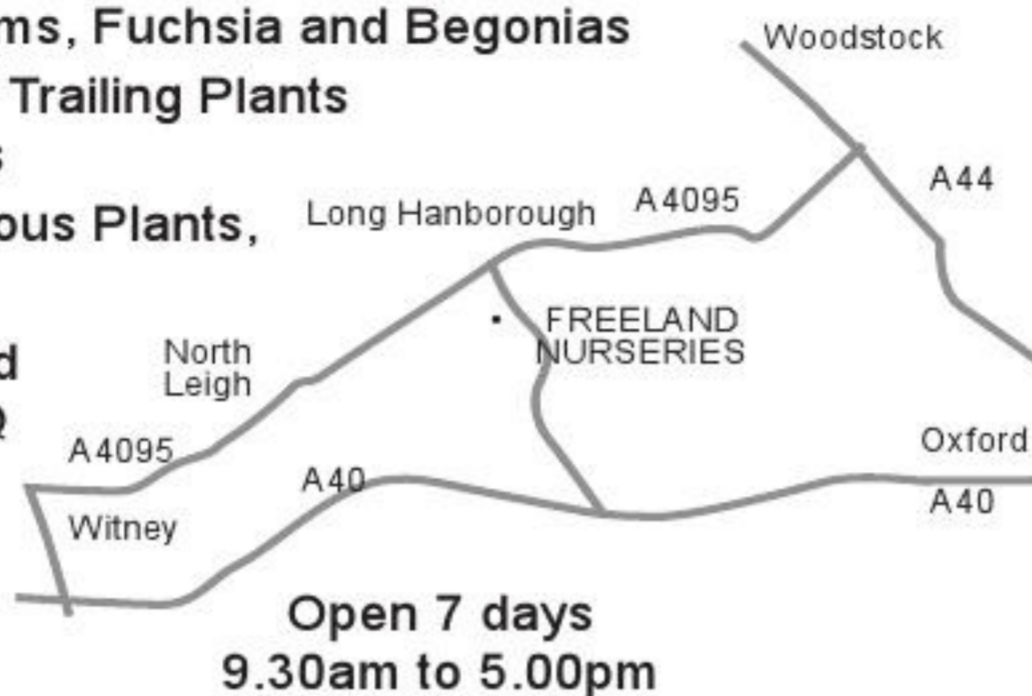 ms, Fuchsia and Begonias
Woodstock
Trailing Plants
s
A44
A4095
Long Hanborough
ous Plants,
FREELAND
NURSERIES
North
Leigh
d
Q
A4095
Oxford
A40
A40
Witney
Open 7 days
9.30am to 5.00pm